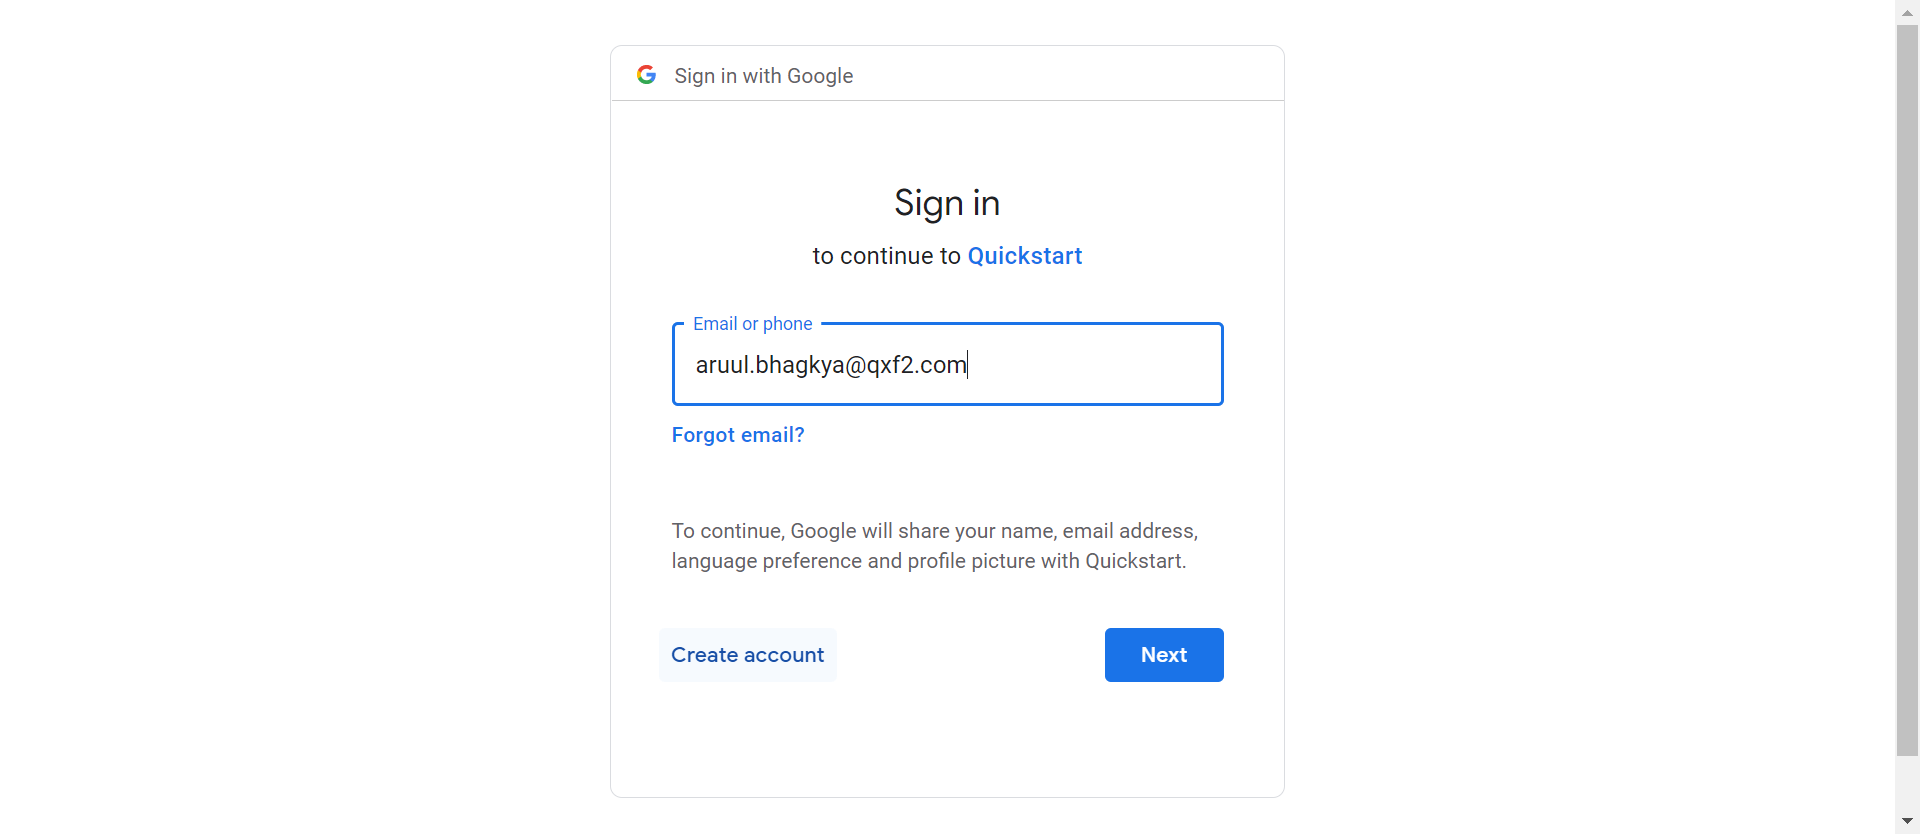 Sign in with Google
Sign in
to continue to Quickstart
Email or phone
aruul.bhagkya@qxf2.com
Forgot email?
To continue, Google will share your name, email address,
language preference and profile picture with Quickstart.
Create account
Next